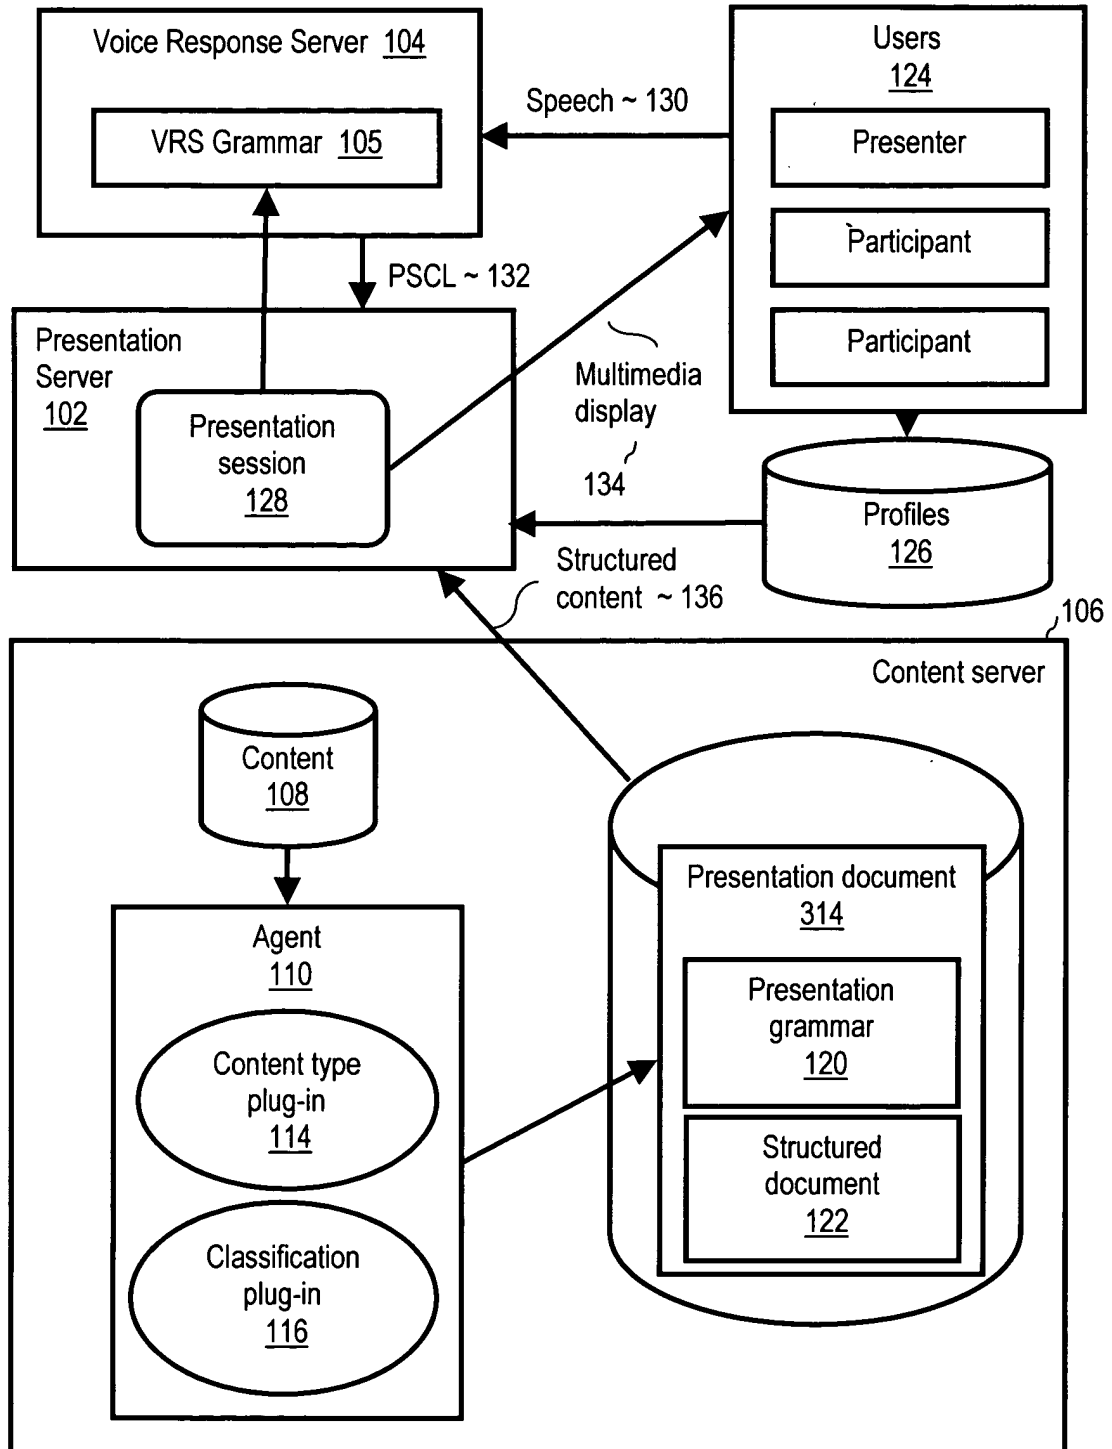 Voice Response Server 104
VRS Grammar 105
Speech ~ 130
Users
124
Presenter
Participant
Participant
PSCL ~ 132
Presentation
Server
102
Presentation
session
128
Multimedia
display
134
Profiles
126
Structured
content ~ 136
106
Content server
Content
108
Agent
110
Content type
plug-in
114
Classification
plug-in
116
Presentation document
314
Presentation
grammar
120
Structured
document
122